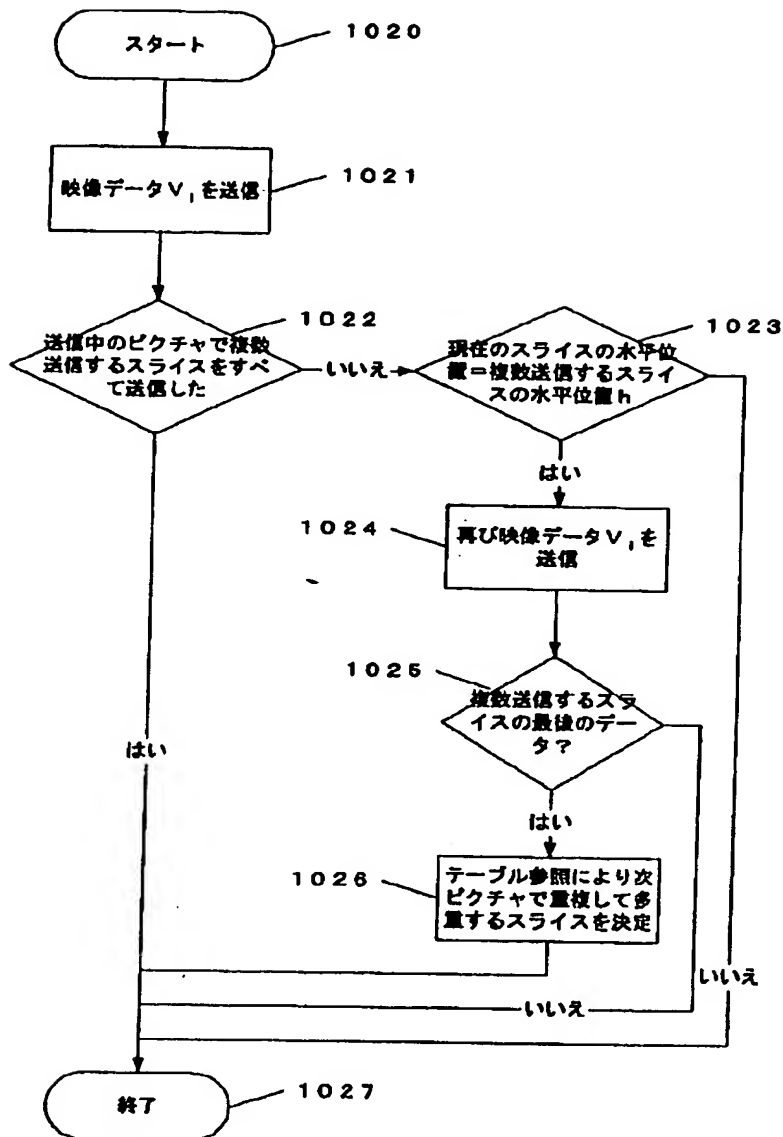 スタート
1020
映像データV₁を送信
1021
1022
送信中のピクチャで複数
送信するスライスをすべ
て送信した
いいえ
1023
現在のスライスの水平位
置=複数送信するスライ
スの水平位置h
はい
1024
再び映像データV₁を
送信
1025
複数送信するスラ
イスの最後のデー
タ?
はい
はい
1026
テーブル参照により次
ピクチャで重複して多
重するスライスを決定
いいえ
いいえ
終了
1027